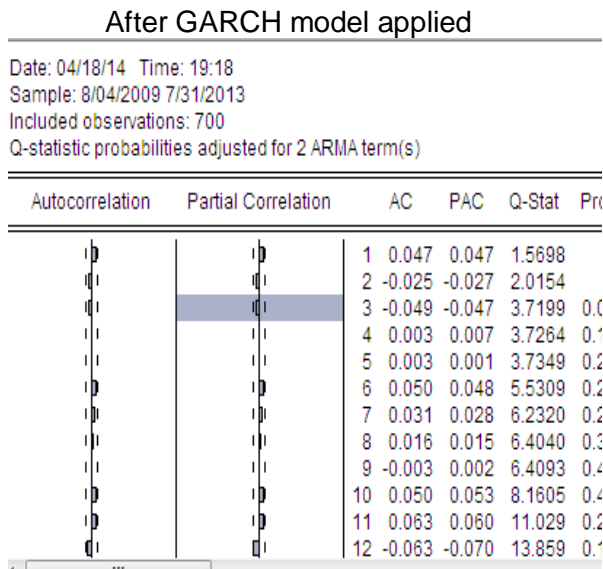 After GARCH model applied
Date: 04/18/14 Time: 19:18
Sample: 8/04/2009 7/31/2013
Included observations: 700
Q-statistic probabilities adjusted for 2 ARMA term(s)
Autocorrelation Partial Correlation AC PAC Q-Stat
1 0.047 0.047 1.5698
2 -0.025 -0.027 2.0154
3 -0.049 -0.047 3.7199
4 0.003 0.007 3.7264
5 0.003 0.001 3.7349
6 0.050 0.048 5.5309
7 0.031 0.028 6.2320
8 0.016 0.015 6.4040
9 -0.003 0.002 6.4093
10 0.050 0.053 8.1605
11 0.063 0.060 11.029
12 -0.063 -0.070 13.859